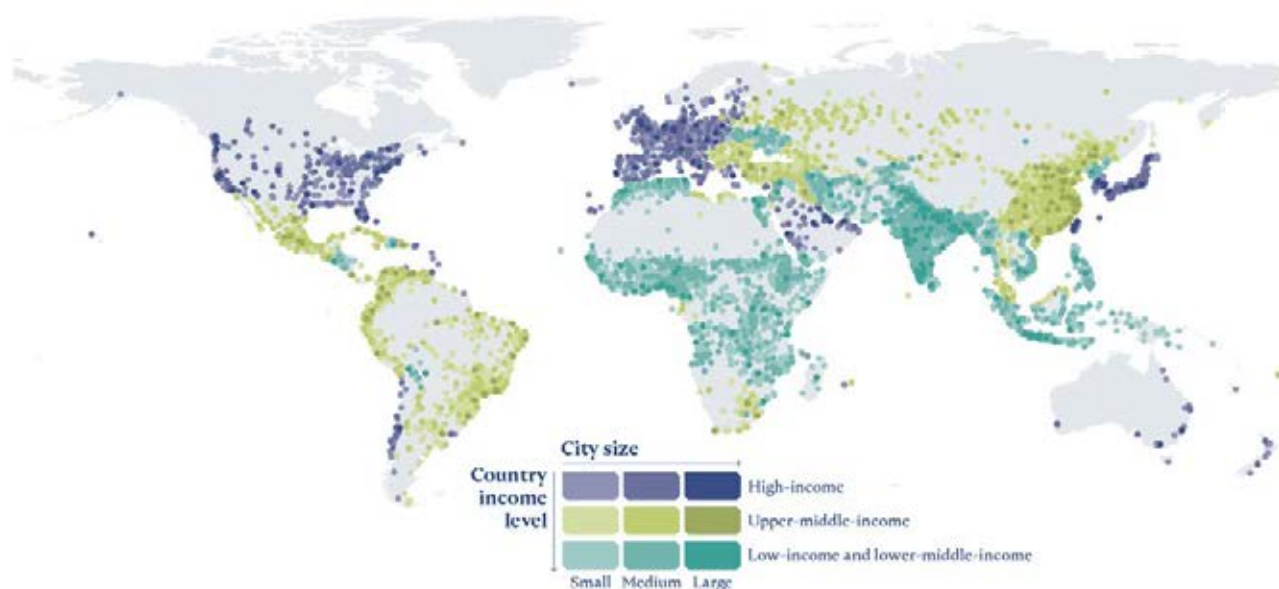 City size
Country
income
level
High-income
Upper-middle-income
Low-income and lower-middle-income
Small Medium Large